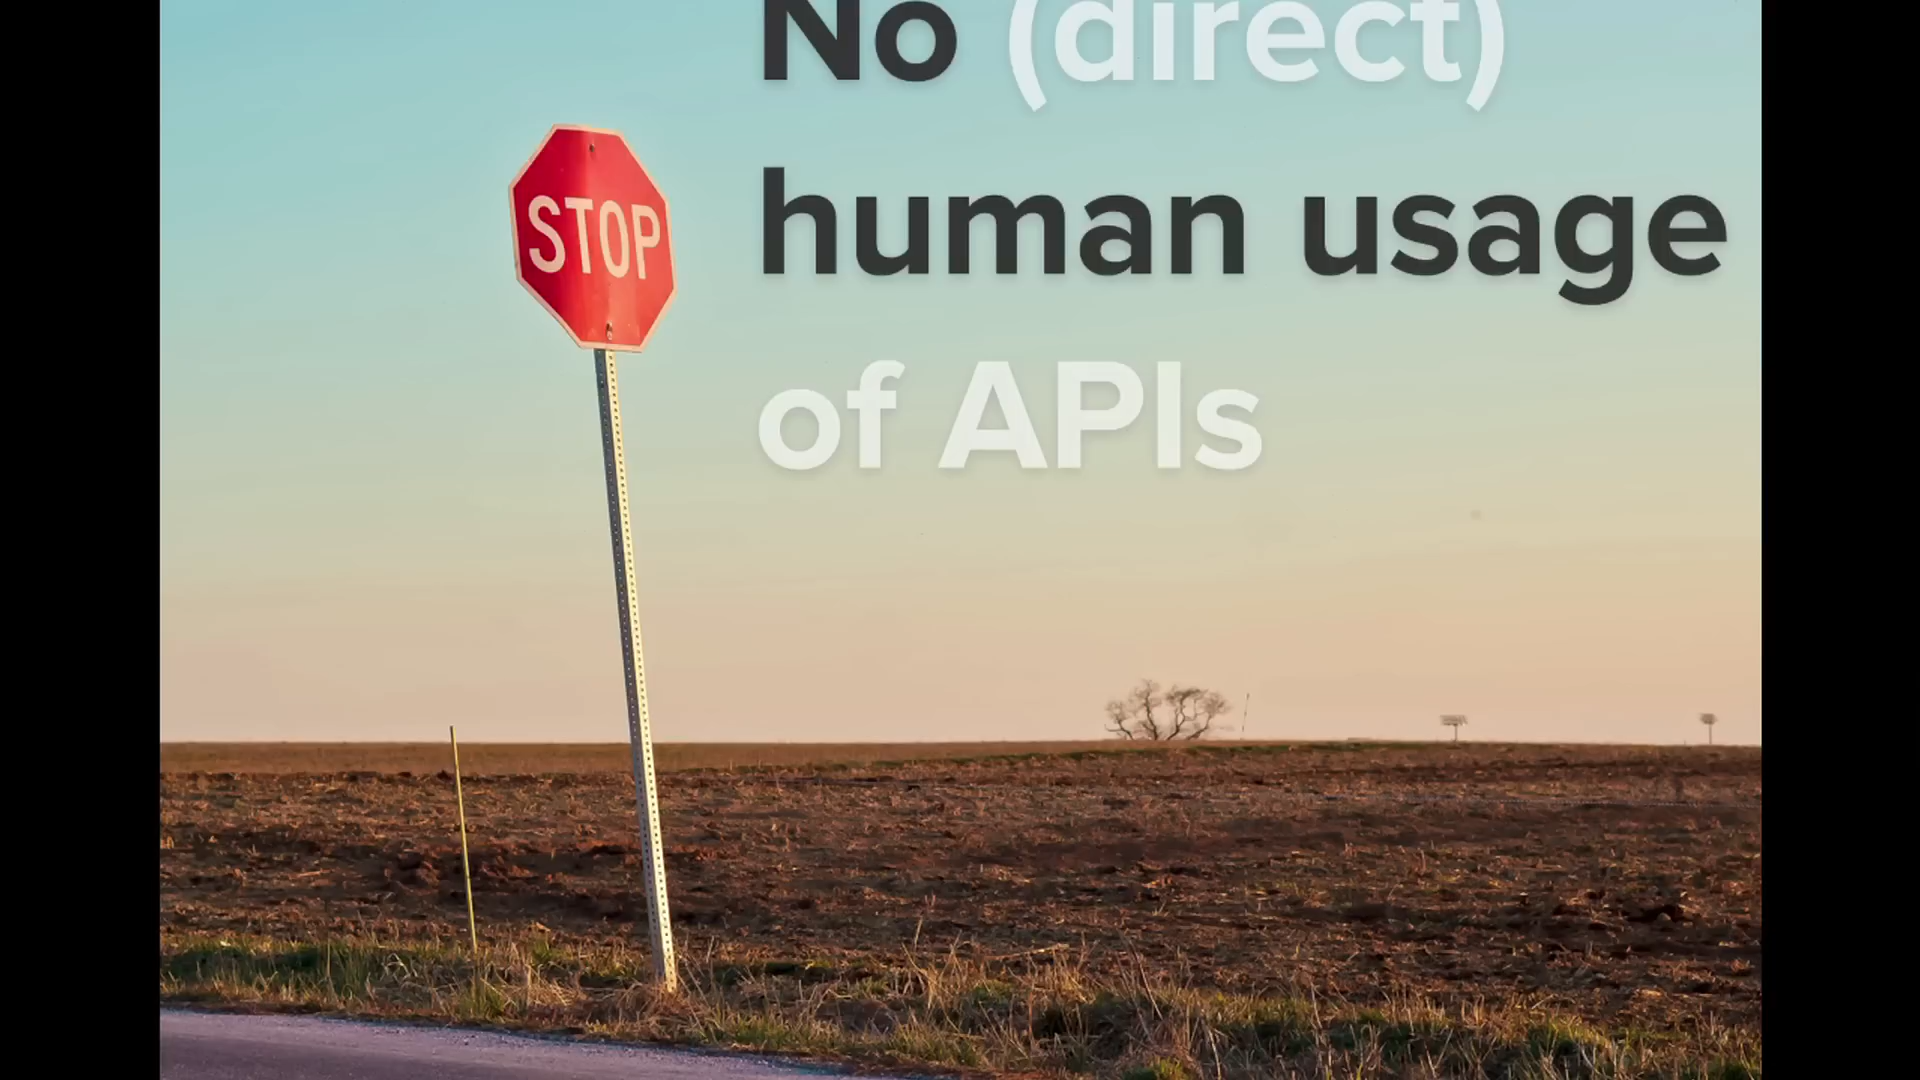 No (direct)
human usage
of APIs
STOP